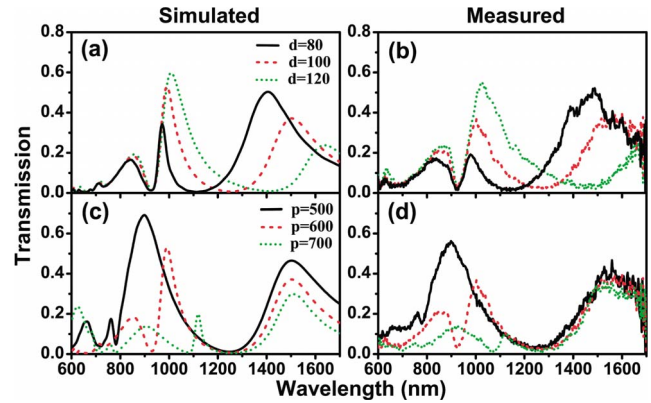 Simulated
Measured
0.8
0.6
0.4
0.2
0.0
(a)
d=80
d=100
d=120
(b)
Transmission
0.6
0.4
0.2
0.0
(c)
p=500
p=600
p=700
(d)
600 800 1000 1200 1400 1600
600 800 1000 1200 1400 1600
Wavelength (nm)